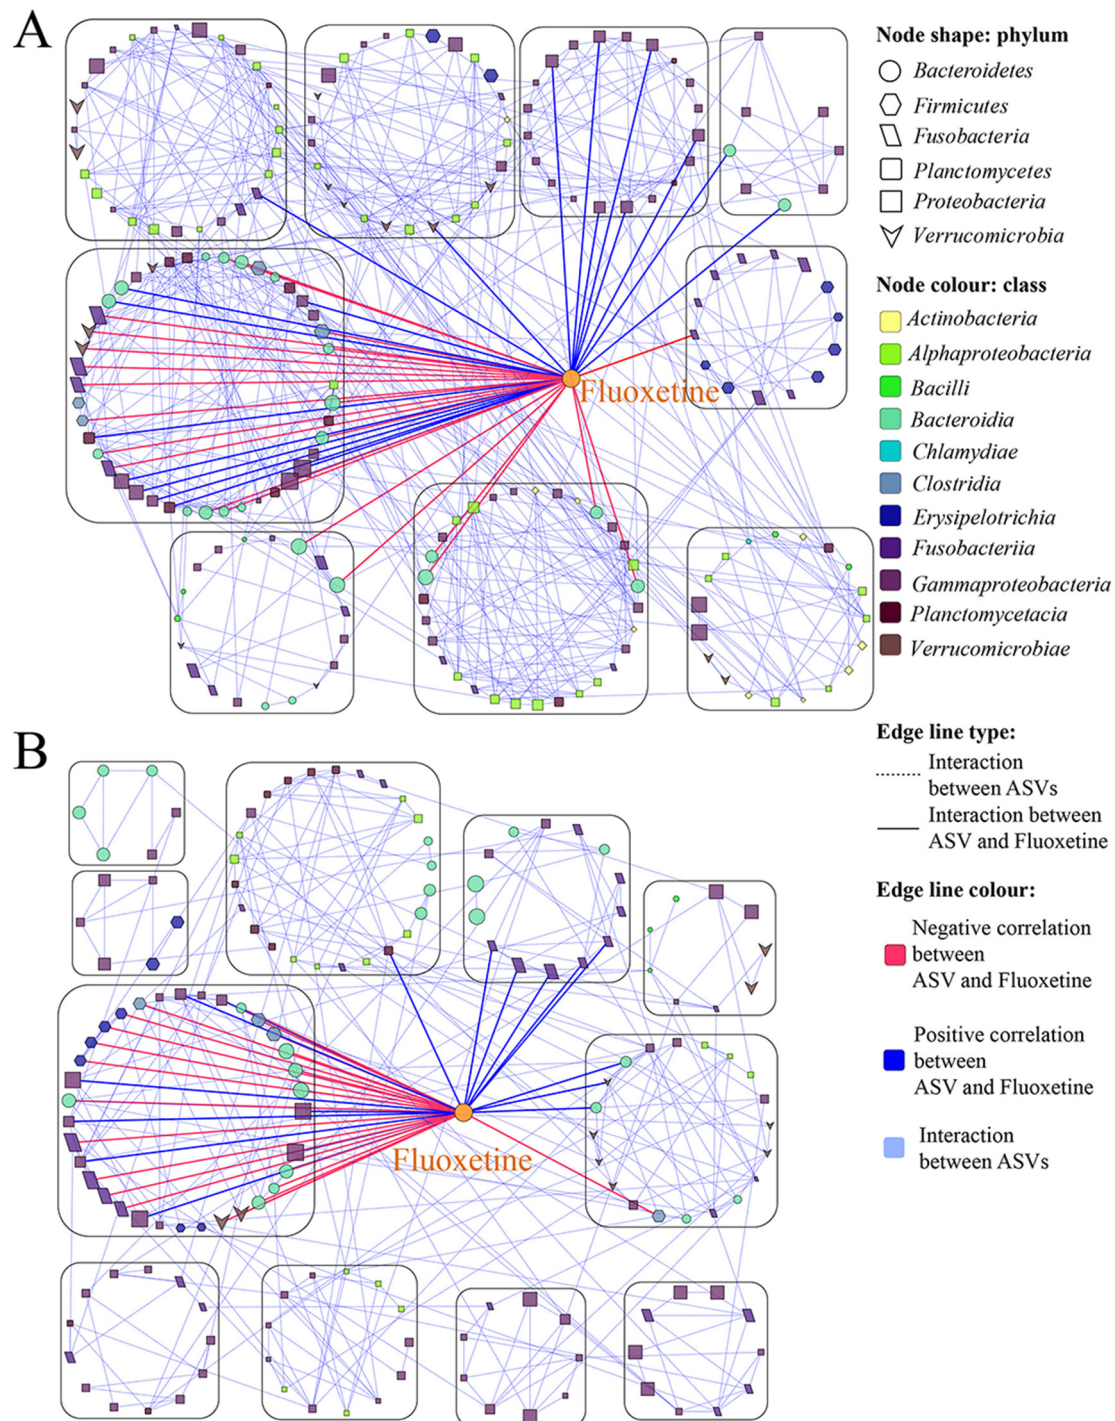 A
Fluoxetine
Node shape: phylum
Bacteroidetes
Firmicutes
Fusobacteria
Planctomycetes
Proteobacteria
Verrucomicrobia
Node colour: class
Actinobacteria
Alphaproteobacteria
Bacilli
Bacteroidia
Chlamydiae
Clostridia
Erysipelotrichia
Fusobacteriia
Gammaproteobacteria
Planctomycetacia
Verrucomicrobiae
B
Fluoxetine
Edge line type:
Interaction
between ASVs
Interaction between
ASV and Fluoxetine
Edge line colour:
Negative correlation
between
ASV and Fluoxetine
Positive correlation
between
ASV and Fluoxetine
Interaction
between ASVs